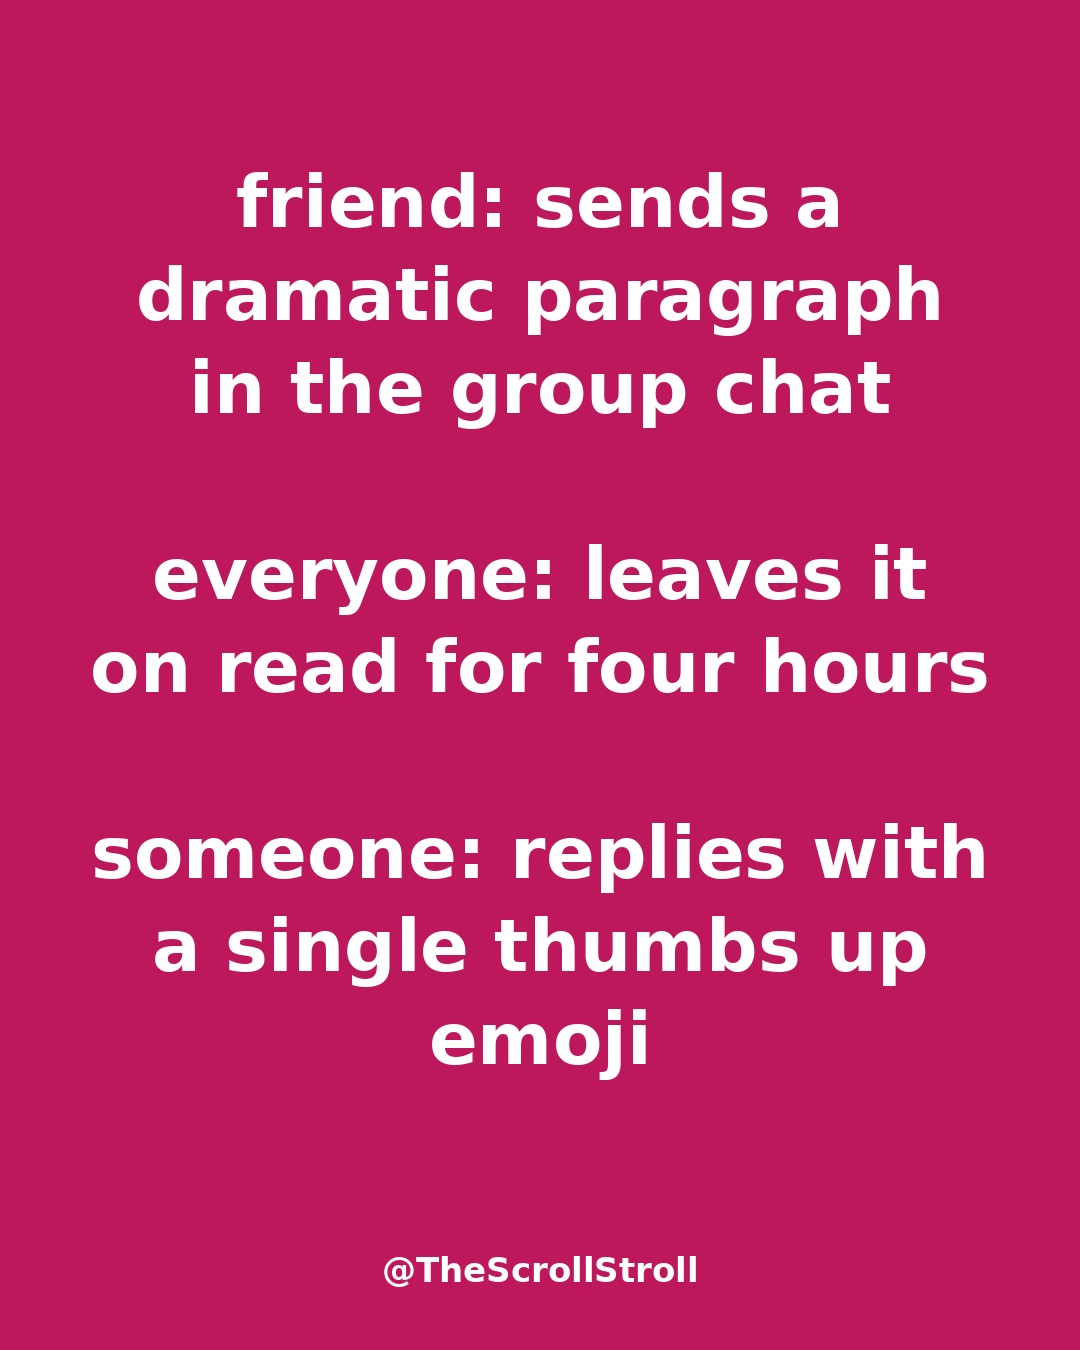 friend: sends a
dramatic paragraph
in the group chat
everyone: leaves it
on read for four hours
someone: replies with
a single thumbs up
emoji
@TheScrollStroll